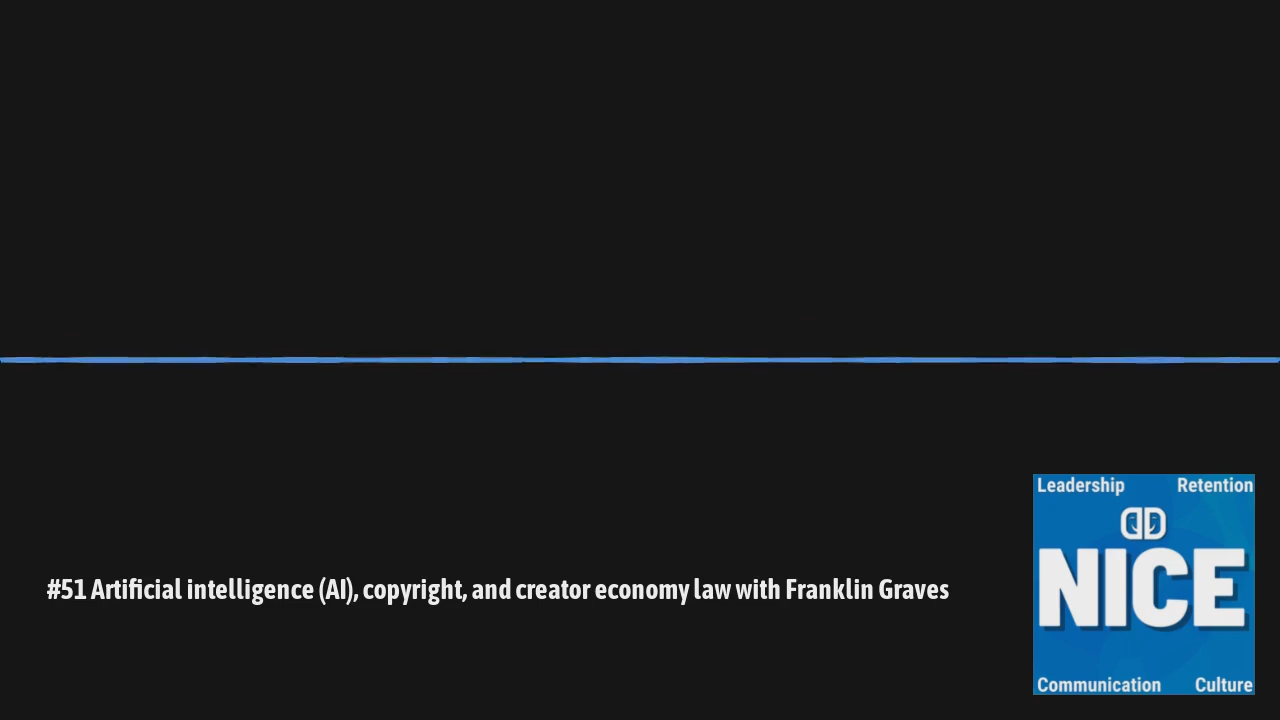 #51 Artificial intelligence (AI), copyright, and creator economy law with Franklin Graves
Leadership Retention
NICE
Communication Culture